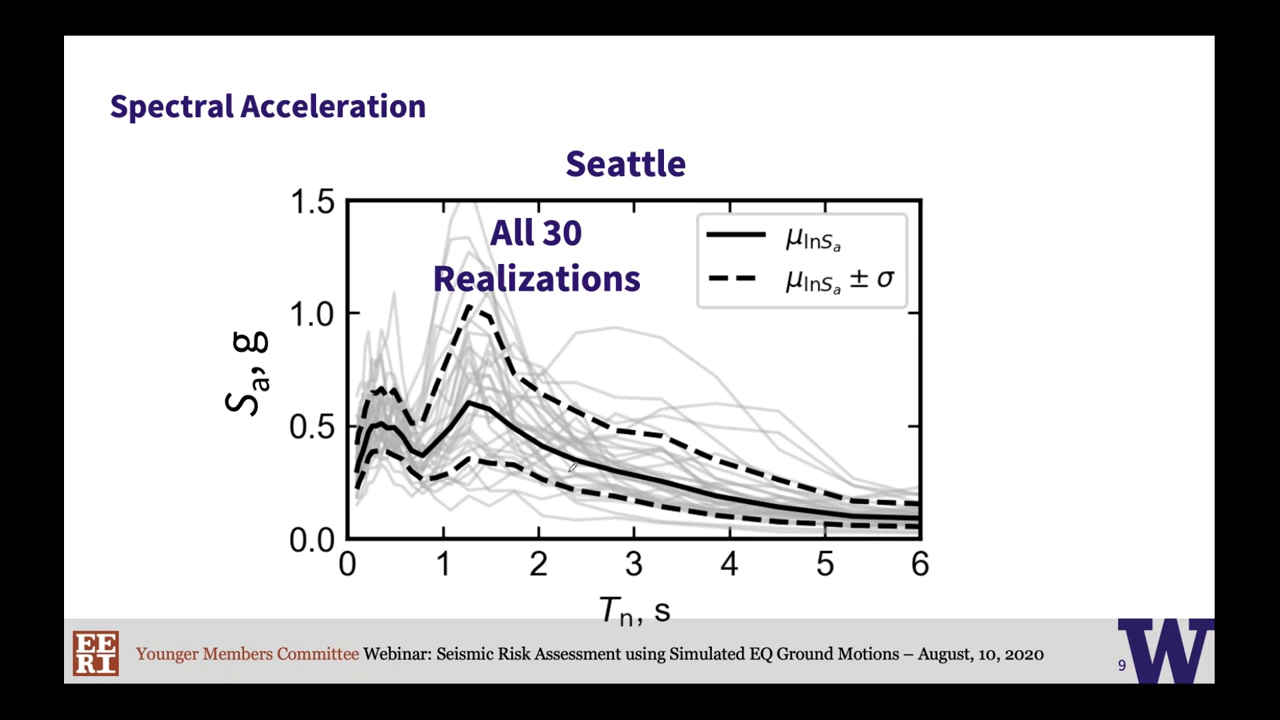 Spectral Acceleration
Seattle
All 30
Realizations
μlnSa
μlnSa ± σ
1.5
1.0
0.5
0.0
Sa, g
0 1 2 3 4 5 6
Tn, s
EE
RI
Younger Members Committee Webinar: Seismic Risk Assessment using Simulated EQ Ground Motions – August, 10, 2020
9
W